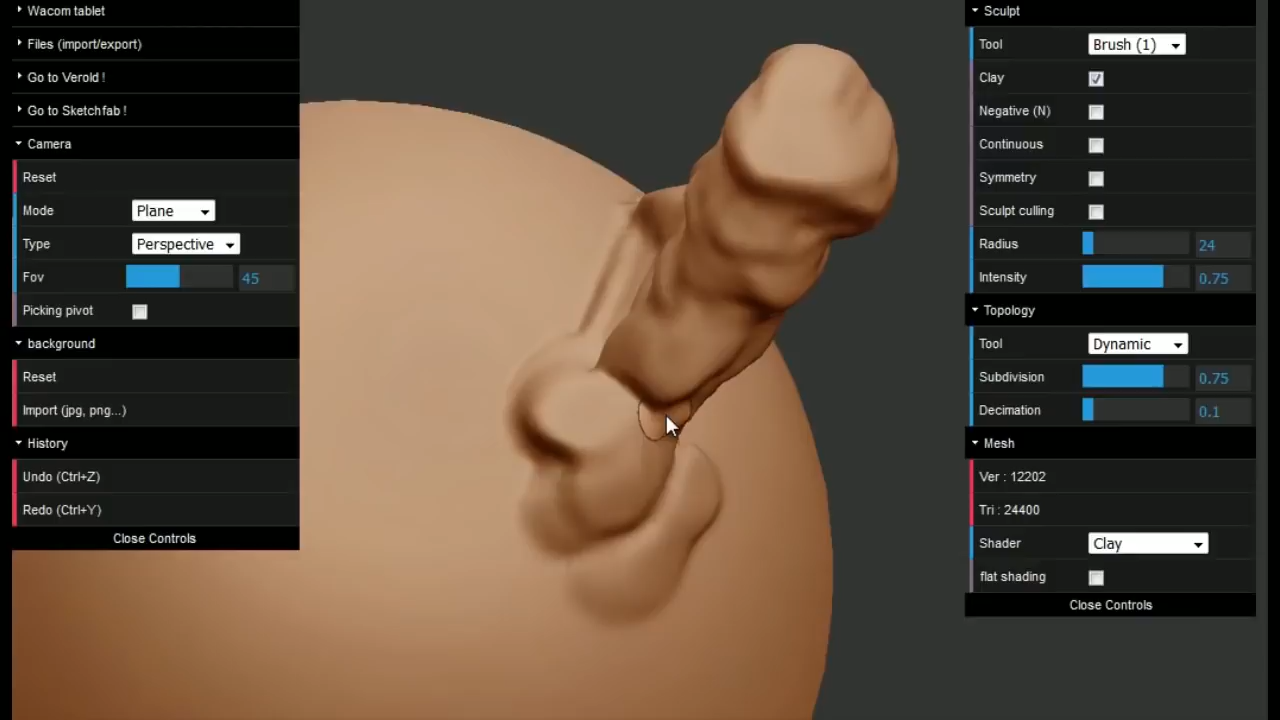 Wacom tablet
Files (import/export)
Go to Verold !
Go to Sketchfab !
Camera
Reset
Mode Plane
Type Perspective
Fov 45
Picking pivot
background
Reset
Import (jpg, png...)
History
Undo (Ctrl+Z)
Redo (Ctrl+Y)
Close Controls
Sculpt
Tool Brush (1)
Clay
Negative (N)
Continuous
Symmetry
Sculpt culling
Radius 24
Intensity 0.75
Topology
Tool Dynamic
Subdivision 0.75
Decimation 0.1
Mesh
Ver : 12202
Tri : 24400
Shader Clay
flat shading
Close Controls